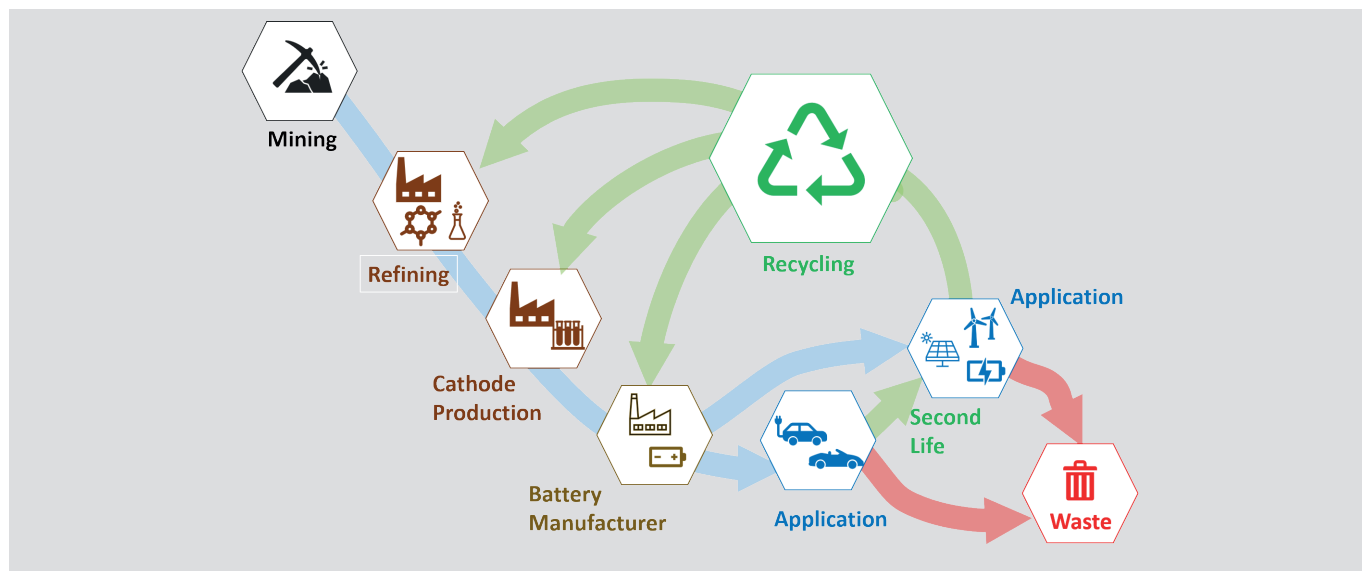 Mining
Recycling
Refining
Application
Cathode
Production
Second
Life
Battery
Manufacturer
Application
Waste